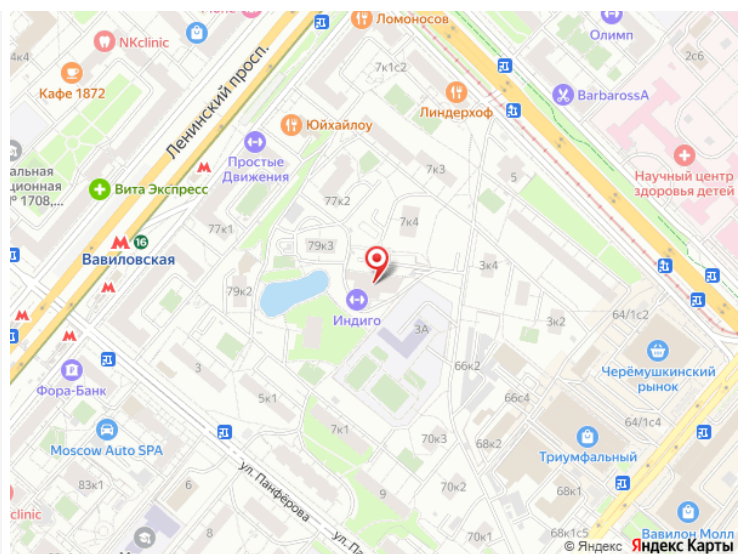 NKclinic
Кафе 1872
4к4
Ломоносов
7к1с2
Олимп
2с6
BarbarossA
Линдерхоф
Юйхайлоу
Ленинский просп.
Простые
Движения
Научный центр
здоровья детей
альная
ционная
№ 1708,...
Вита Экспресс
7к3
5
77к2
7к4
77к1
16
Вавиловская
79к3
3к4
79к2
Индиго
3А
3к2
64/1с2
66к2
Черёмушкинский
рынок
Фора-Банк
3
5к1
66с4
64/1с4
Moscow Auto SPA
7к1
70к3
68к2
Триумфальный
ул. Панфёрова
83к1
6
9
70к2
68к1
clinic
8
7к1
68к1с5
Вавилон Молл
© Яндекс Яндекс Карты